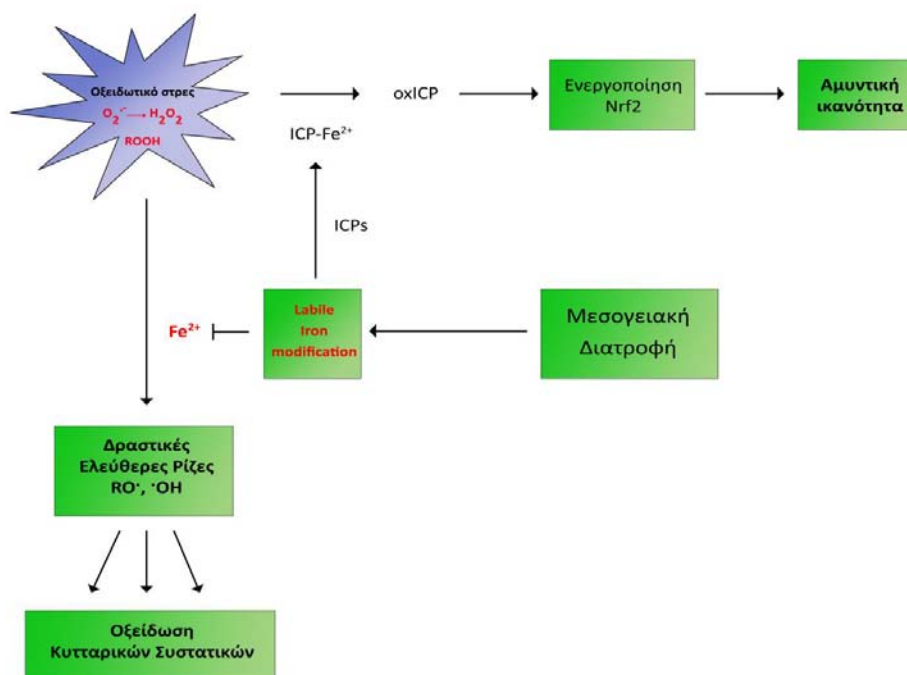 Οξειδωτικό στρες
O₂•⁻ → H₂O₂
ROOH
oxICP
Ενεργοποίηση
Nrf2
Αμυντική
ικανότητα
ICP-Fe²⁺
ICPs
Fe²⁺
Labile
Iron
modification
Μεσογειακή
Διατροφή
Δραστικές
Ελεύθερες Ρίζες
RO•, •OH
Οξείδωση
Κυτταρικών Συστατικών